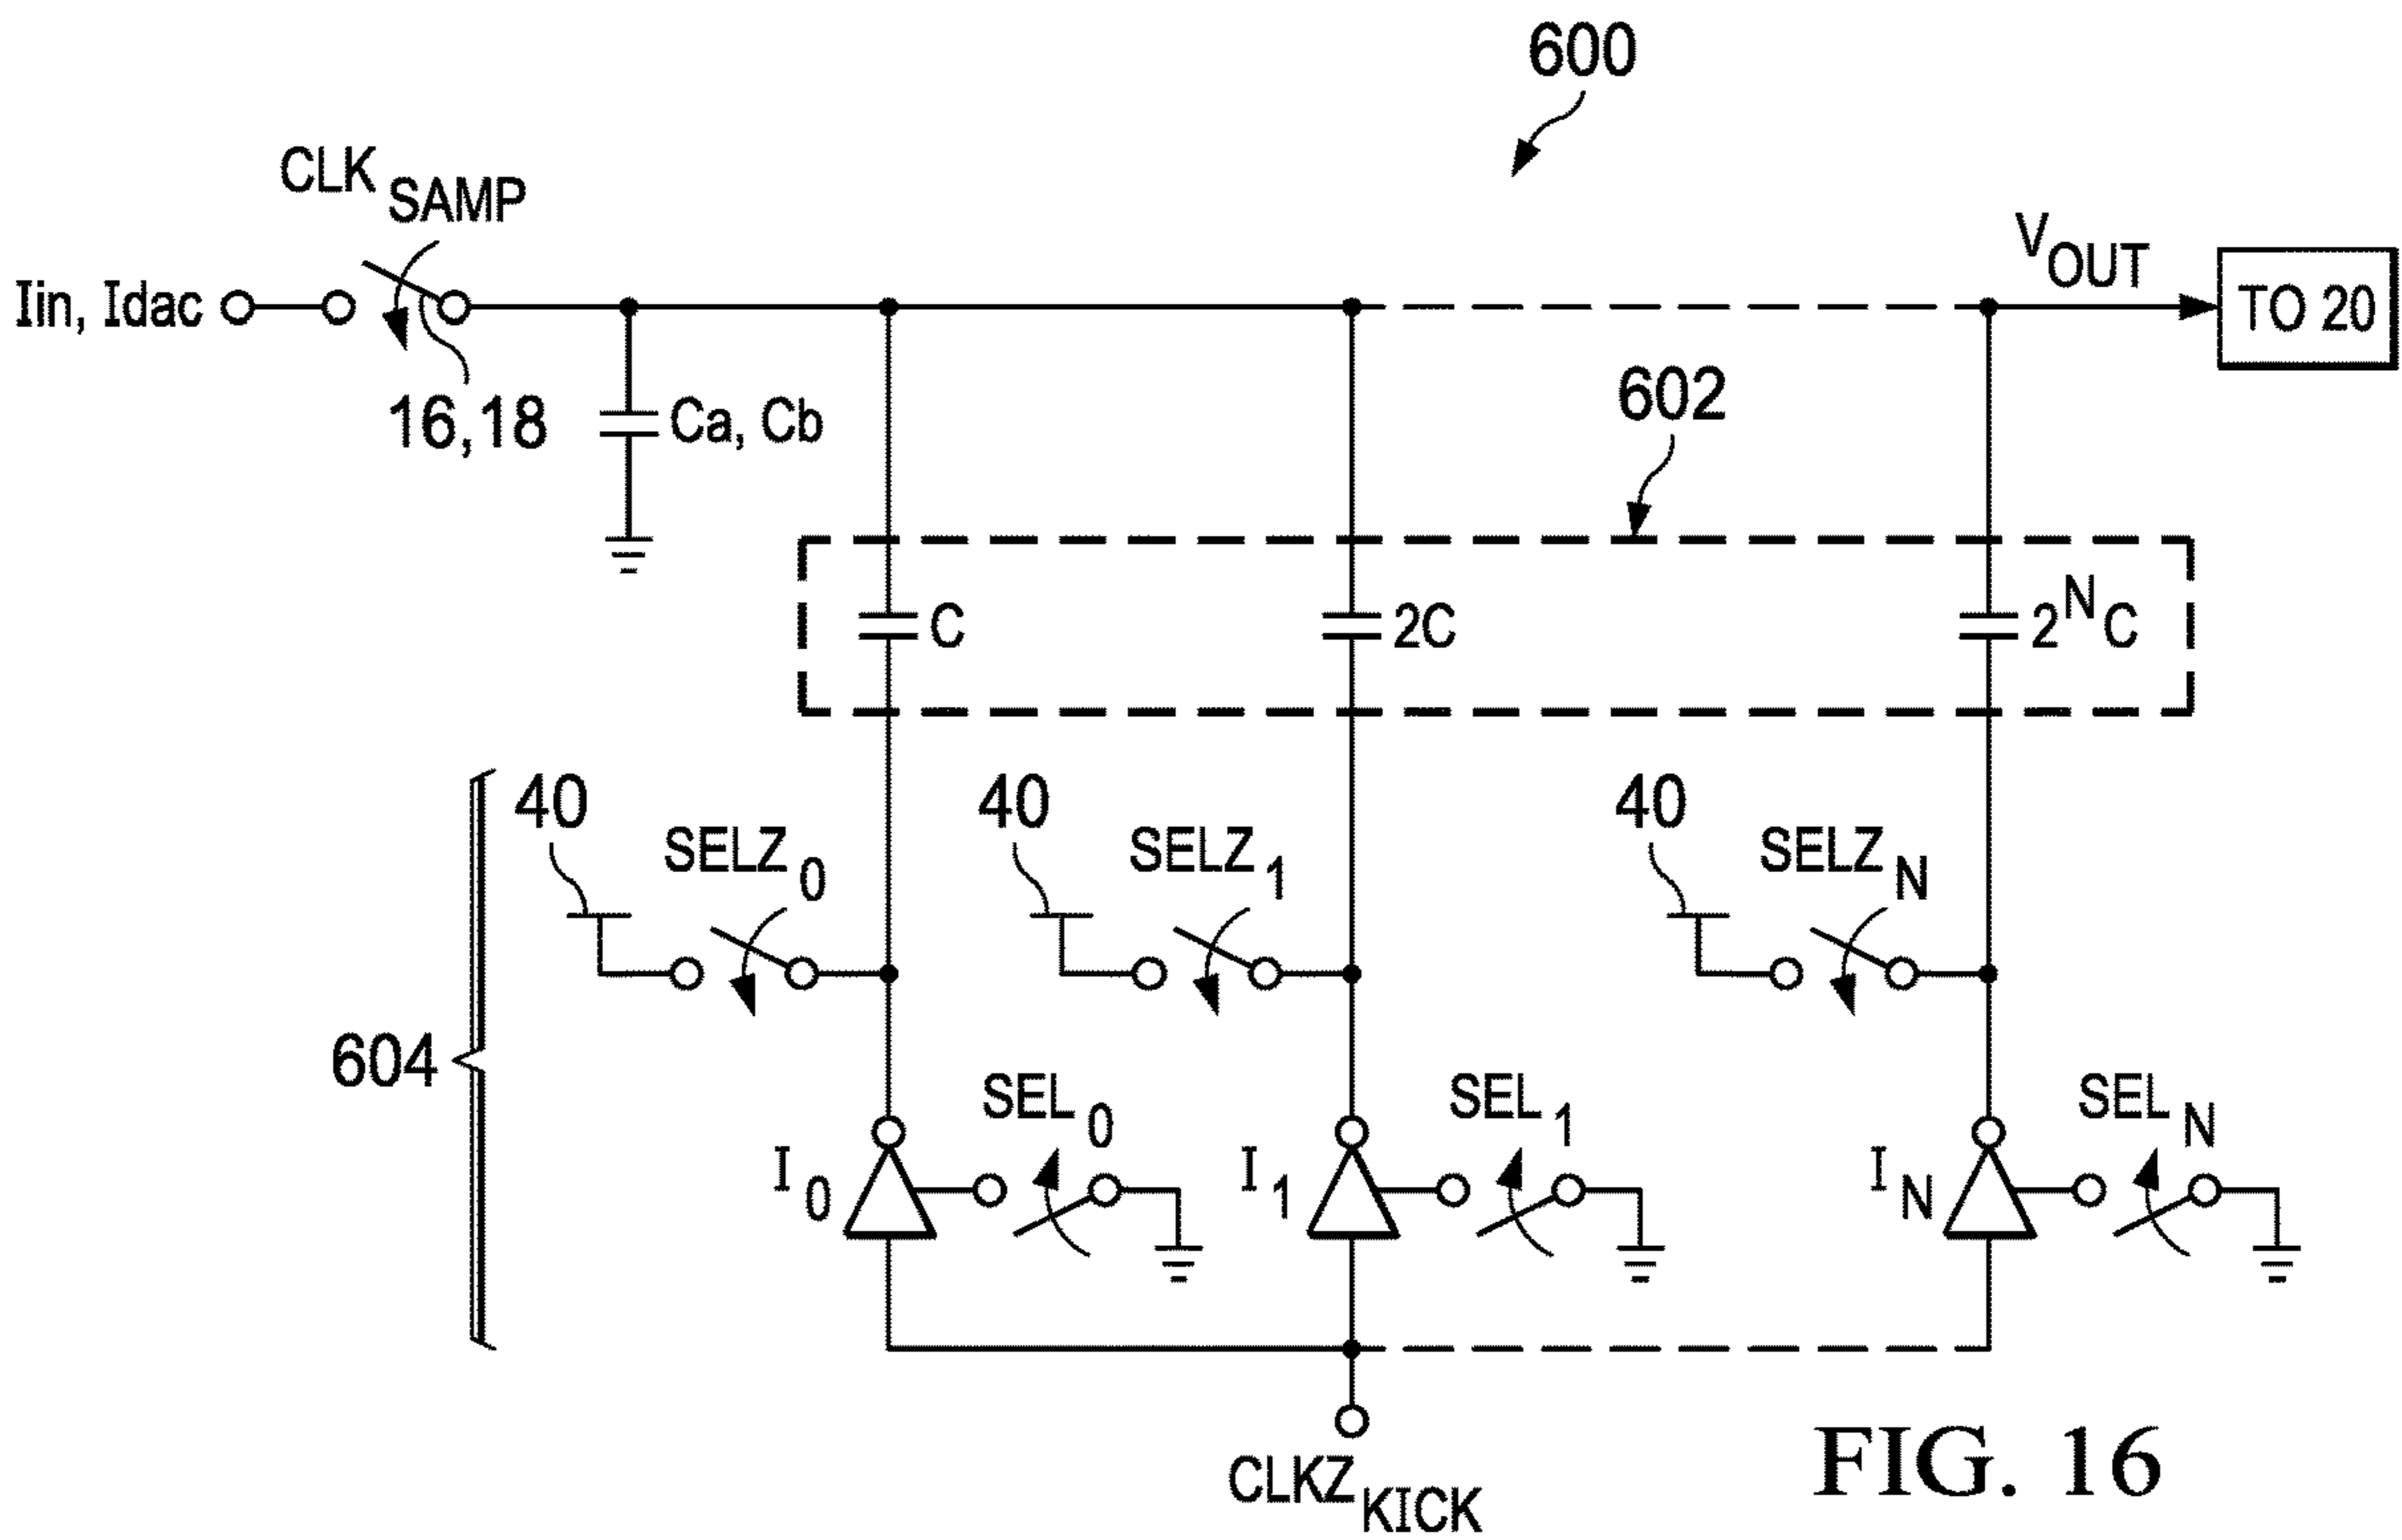 600
CLK SAMP
Iin, Idac
16,18
Ca, Cb
VOUT
TO 20
602
C
2C
2^N C
604
40
SELZ 0
40
SELZ 1
40
SELZ N
I 0
SEL 0
I 1
SEL 1
I N
SEL N
CLKZ KICK
FIG. 16